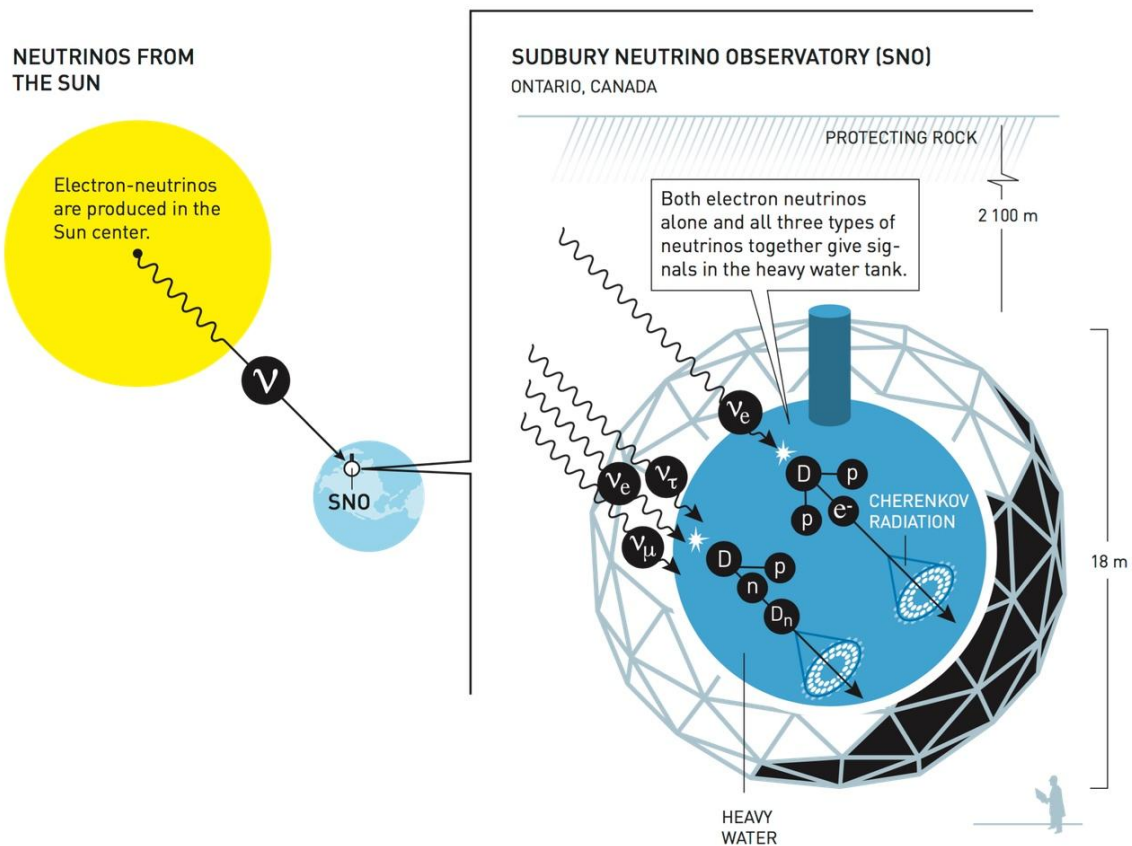 NEUTRINOS FROM
THE SUN
Electron-neutrinos
are produced in the
Sun center.
ν
SNO
SUDBURY NEUTRINO OBSERVATORY (SNO)
ONTARIO, CANADA
PROTECTING ROCK
2 100 m
Both electron neutrinos
alone and all three types of
neutrinos together give sig-
nals in the heavy water tank.
νe
D
p
p
e-
CHERENKOV
RADIATION
νe
ντ
νμ
D
p
n
Dn
18 m
HEAVY
WATER